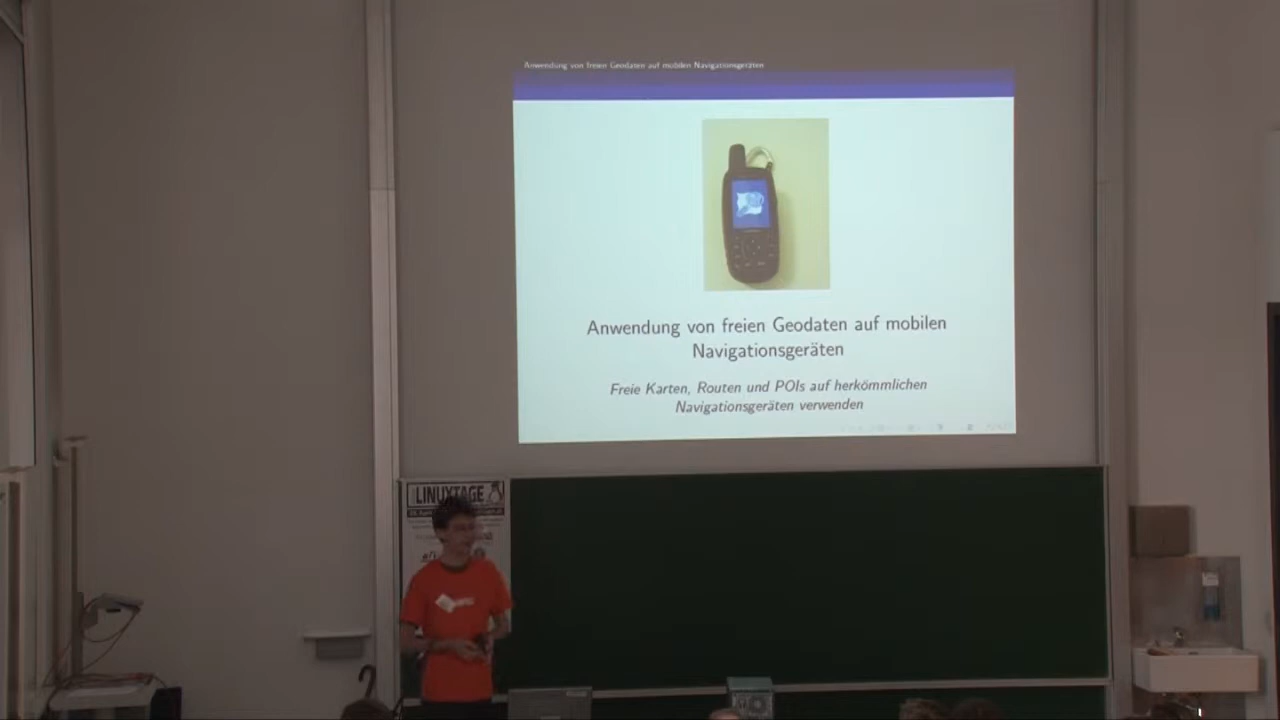 Anwendung von freien Geodaten auf mobilen Navigationsgeräten
Anwendung von freien Geodaten auf mobilen
Navigationsgeräten
Freie Karten, Routen und POIs auf herkömmlichen
Navigationsgeräten verwenden
LINUXTAGE